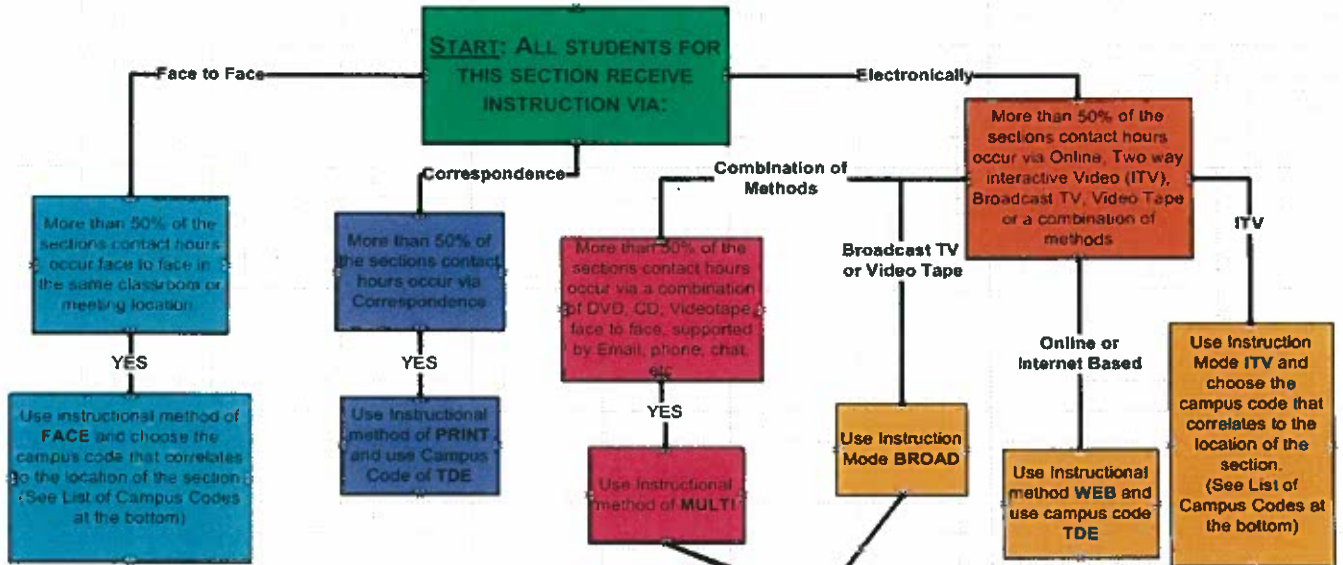 START: ALL STUDENTS FOR
THIS SECTION RECEIVE
INSTRUCTION VIA:
Face to Face
Electronically
Correspondence
Combination of
Methods
More than 50% of the
sections contact hours
occur via Online, Two way
interactive Video (ITV),
Broadcast TV, Video Tape
or a combination of
methods
ITV
Broadcast TV
or Video Tape
More than 50% of the
sections contact hours
occur face to face in
the same classroom or
meeting location
More than 50% of
the sections contact
hours occur via
Correspondence
More than 50% of the
sections contact hours
occur via a combination
of DVD, CD, Videotape,
face to face, supported
by Email, phone, chat,
etc
Online or
Internet Based
YES
YES
YES
Use instructional method of
FACE and choose the
campus code that correlates
to the location of the section
(See List of Campus Codes
at the bottom)
Use Instructional
method of PRINT
and use Campus
Code of TDE
Use Instructional
method of MULTI
Use Instruction
Mode BROAD
Use Instructional
method WEB and
use campus code
TDE
Use Instruction
Mode ITV and
choose the
campus code that
correlates to the
location of the
section.
(See List of
Campus Codes at
the bottom)